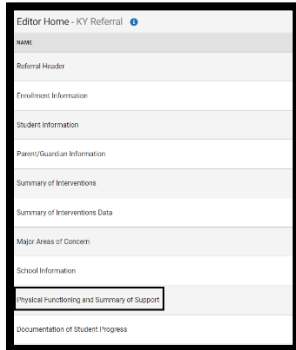 Editor Home - KY Referral
NAME
Referral Header
Enrollment Information
Student Information
Parent/Guardian Information
Summary of Interventions
Summary of Interventions Data
Major Areas of Concern
School Information
Physical Functioning and Summary of Support
Documentation of Student Progress